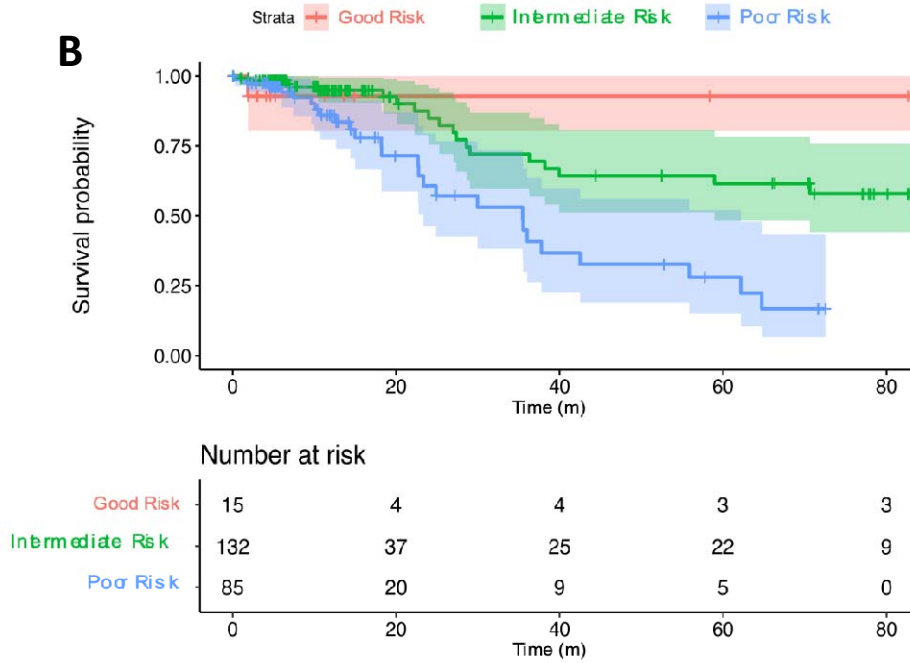 Strata Good Risk Intermediate Risk Poor Risk
B
1.00
0.75
0.50
0.25
0.00
Survival probability
0 20 40 60 80
Time (m)
Number at risk
Good Risk 15 4 4 3 3
Intermediate Risk 132 37 25 22 9
Poor Risk 85 20 9 5 0
0 20 40 60 80
Time (m)